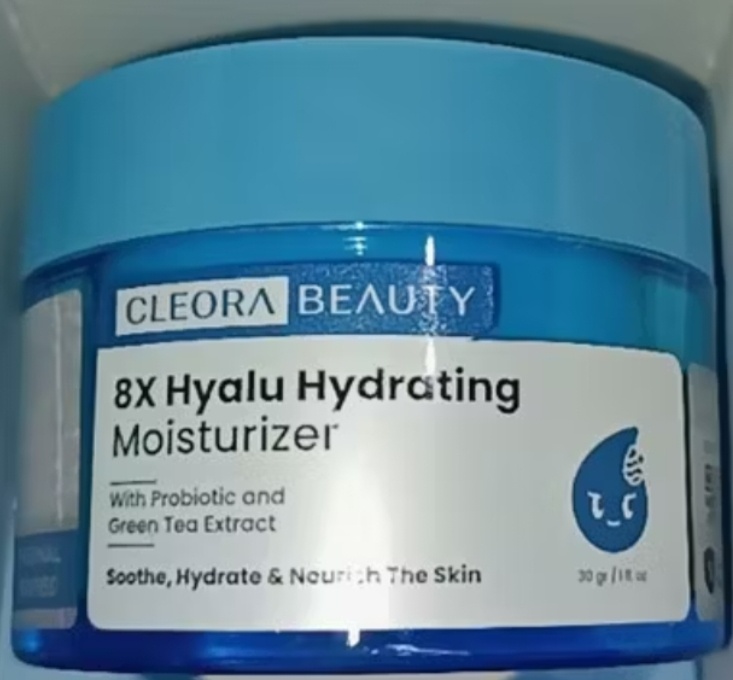 CLEORA BEAUTY
8X Hyalu Hydrating
Moisturizer
With Probiotic and
Green Tea Extract
Soothe, Hydrate & Nourish The Skin
30 gr / 1 fl oz